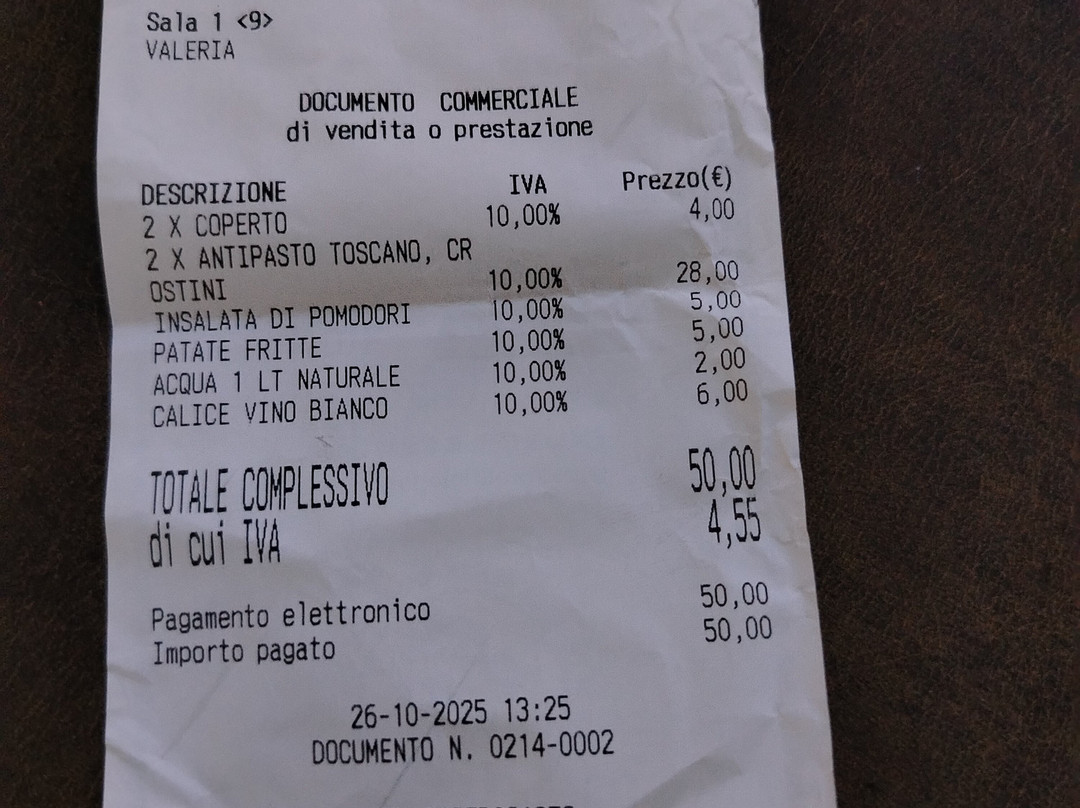 Sala 1 <9>
VALERIA
DOCUMENTO COMMERCIALE
di vendita o prestazione
DESCRIZIONE IVA Prezzo(€)
2 X COPERTO 10,00% 4,00
2 X ANTIPASTO TOSCANO, CR
OSTINI 10,00% 28,00
INSALATA DI POMODORI 10,00% 5,00
PATATE FRITTE 10,00% 5,00
ACQUA 1 LT NATURALE 10,00% 2,00
CALICE VINO BIANCO 10,00% 6,00
TOTALE COMPLESSIVO 50,00
di cui IVA 4,55
Pagamento elettronico 50,00
Importo pagato 50,00
26-10-2025 13:25
DOCUMENTO N. 0214-0002